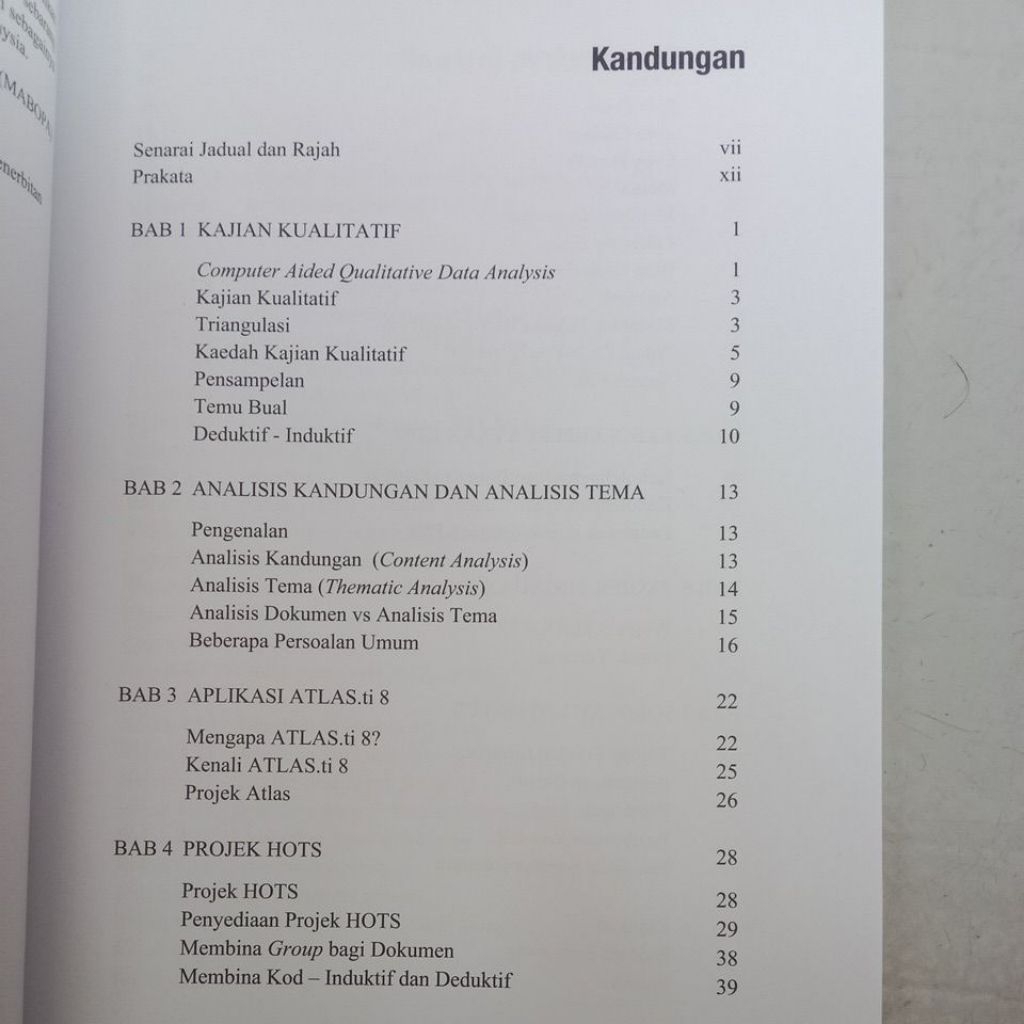 sebagainya
ysia.
(MABOPA,
enerbitan
Kandungan
Senarai Jadual dan Rajah vii
Prakata xii
BAB 1 KAJIAN KUALITATIF 1
Computer Aided Qualitative Data Analysis 1
Kajian Kualitatif 3
Triangulasi 3
Kaedah Kajian Kualitatif 5
Pensampelan 9
Temu Bual 9
Deduktif - Induktif 10
BAB 2 ANALISIS KANDUNGAN DAN ANALISIS TEMA 13
Pengenalan 13
Analisis Kandungan (Content Analysis) 13
Analisis Tema (Thematic Analysis) 14
Analisis Dokumen vs Analisis Tema 15
Beberapa Persoalan Umum 16
BAB 3 APLIKASI ATLAS.ti 8 22
Mengapa ATLAS.ti 8? 22
Kenali ATLAS.ti 8 25
Projek Atlas 26
BAB 4 PROJEK HOTS 28
Projek HOTS 28
Penyediaan Projek HOTS 29
Membina Group bagi Dokumen 38
Membina Kod – Induktif dan Deduktif 39